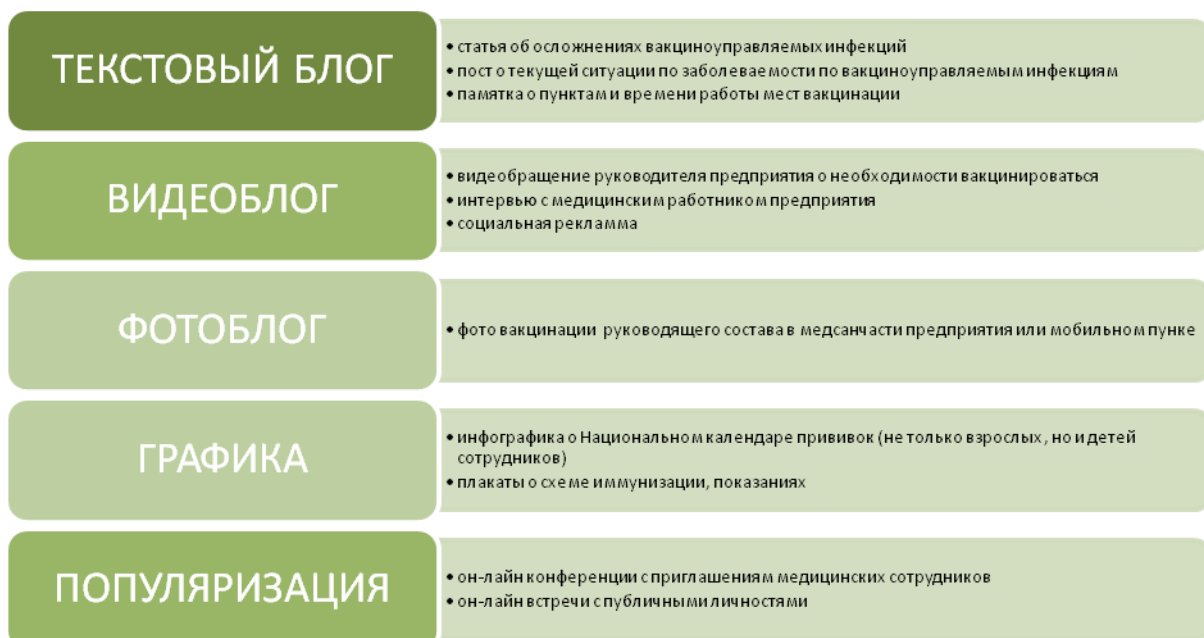 ТЕКСТОВЫЙ БЛОГ
• статья об осложнениях вакциноуправляемых инфекций
• пост о текущей ситуации по заболеваемости по вакциноуправляемым инфекциям
• памятка о пунктам и времени работы мест вакцинации
ВИДЕОБЛОГ
• видеобращение руководителя предприятия о необходимости вакцинироваться
• интервью с медицинским работником предприятия
• социальная рекламма
ФОТОБЛОГ
• фото вакцинации руководящего состава в медсанчасти предприятия или мобильном пунке
ГРАФИКА
• инфографика о Национальном календаре прививок (не только взрослых, но и детей
сотрудников)
• плакаты о схеме иммунизации, показаниях
ПОПУЛЯРИЗАЦИЯ
• он-лайн конференции с приглашениям медицинских сотрудников
• он-лайн встречи с публичными личностями